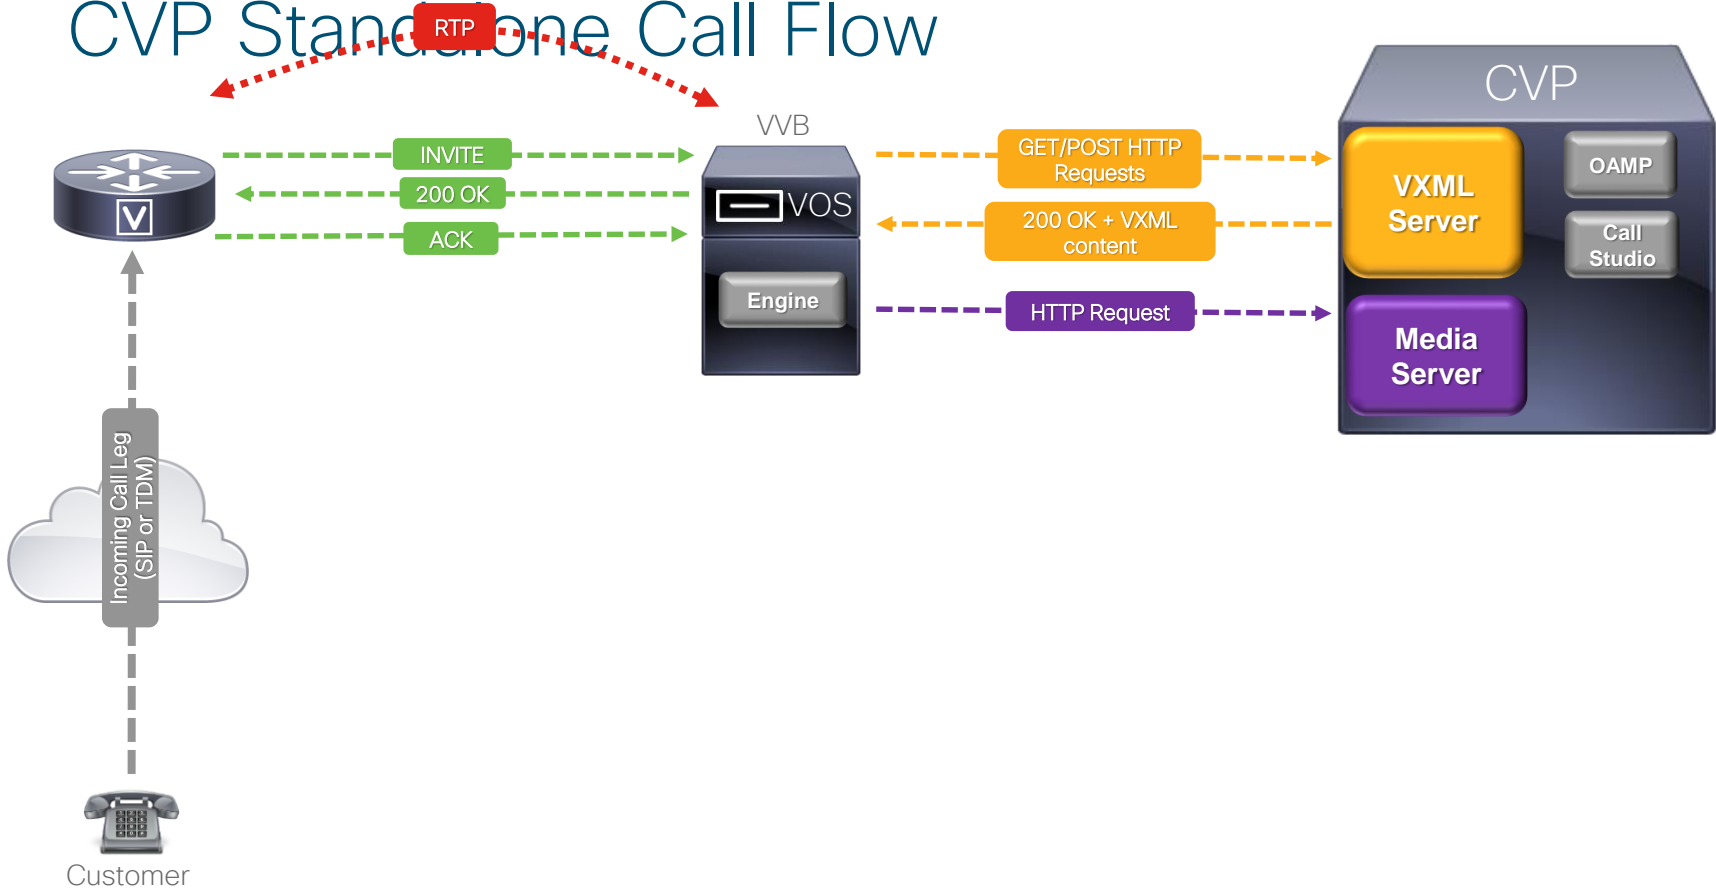 CVP Standalone Call Flow
RTP
VVB
CVP
INVITE
200 OK
ACK
VOS
Engine
GET/POST HTTP
Requests
200 OK + VXML
content
HTTP Request
VXML
Server
OAMP
Call
Studio
Media
Server
V
Incoming Call Leg
(SIP or TDM)
Customer